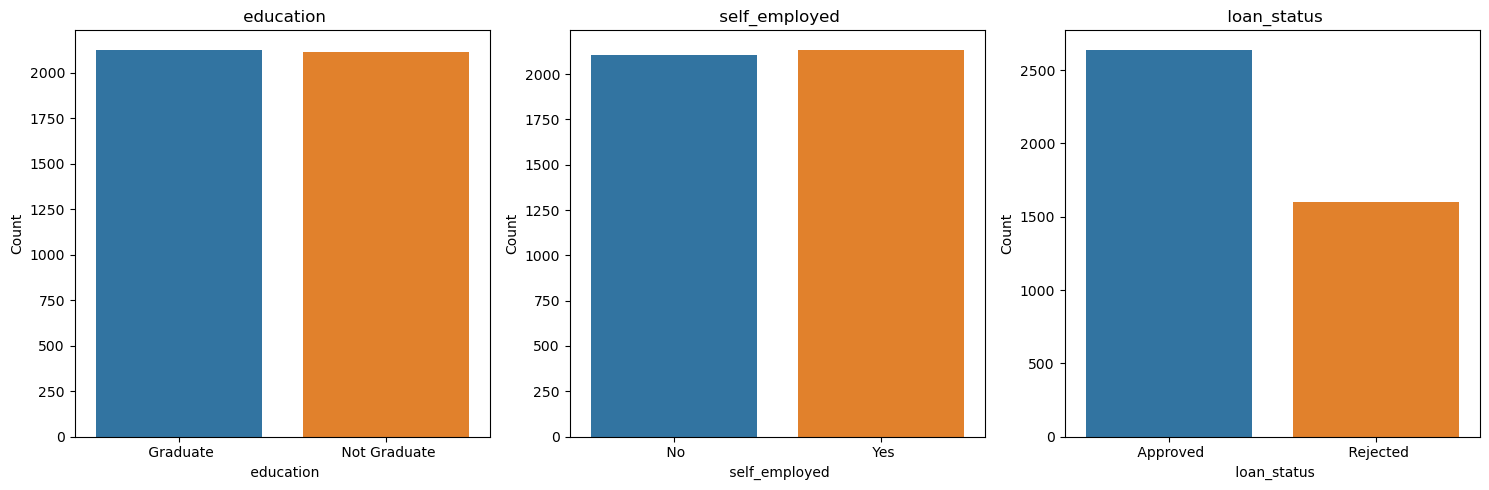 education
Count
2000
1750
1500
1250
1000
750
500
250
0
Graduate
Not Graduate
education
self_employed
Count
2000
1750
1500
1250
1000
750
500
250
0
No
Yes
self_employed
loan_status
Count
2500
2000
1500
1000
500
0
Approved
Rejected
loan_status